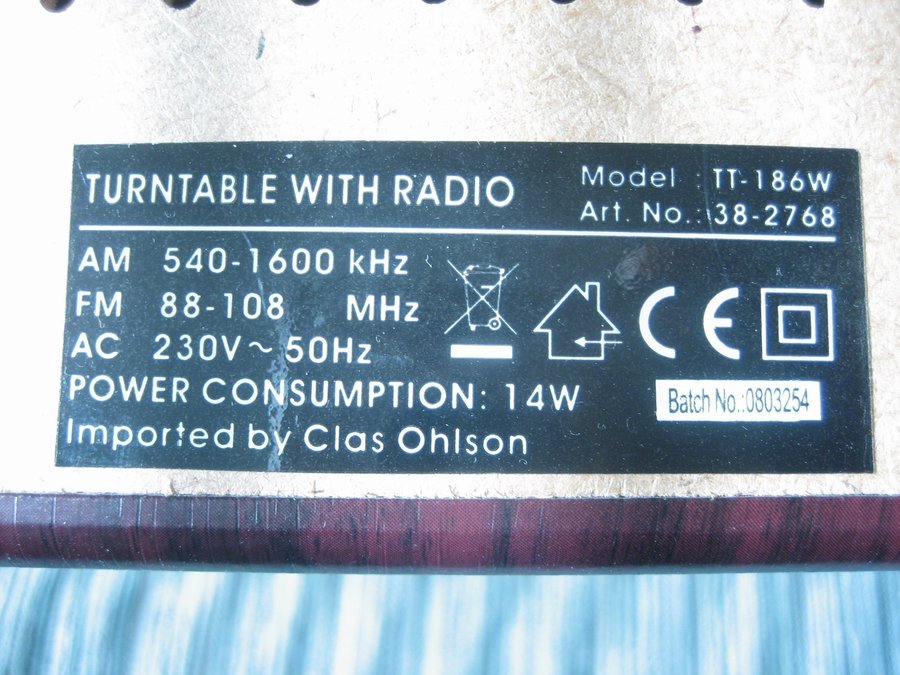 TURNTABLE WITH RADIO
Model : TT-186W
Art. No.: 38-2768
AM 540-1600 kHz
FM 88-108 MHz
AC 230V ~ 50Hz
POWER CONSUMPTION: 14W
Imported by Clas Ohlson
CE
Batch No.:0803254